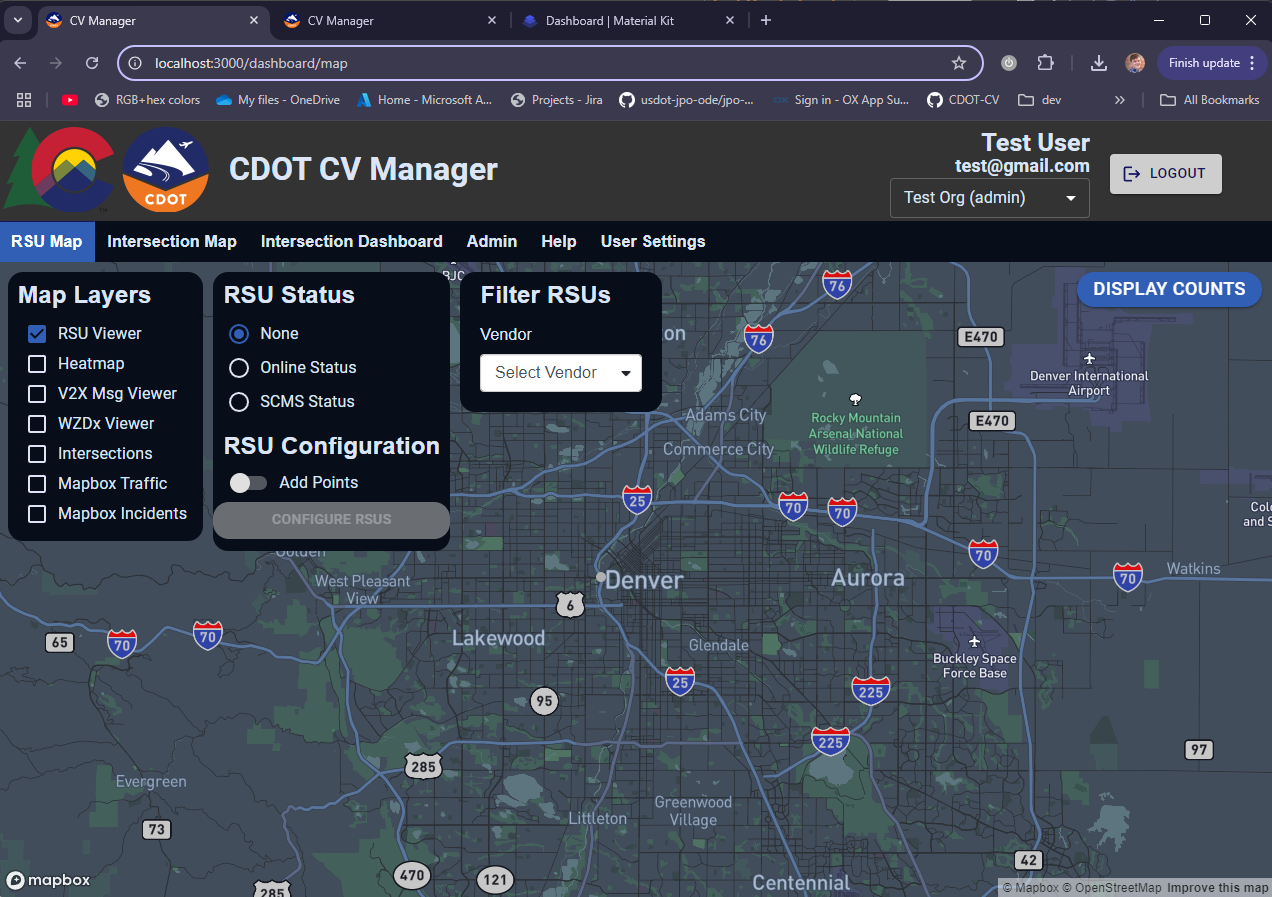 CV Manager
CV Manager
Dashboard | Material Kit
localhost:3000/dashboard/map
Finish update
RGB+hex colors
My files - OneDrive
Home - Microsoft A...
Projects - Jira
usdot-jpo-ode/jpo-...
Sign in - OX App Su...
CDOT-CV
dev
All Bookmarks
CDOT
CDOT CV Manager
Test User
test@gmail.com
Test Org (admin)
LOGOUT
RSU Map
Intersection Map
Intersection Dashboard
Admin
Help
User Settings
Map Layers
RSU Viewer
Heatmap
V2X Msg Viewer
WZDx Viewer
Intersections
Mapbox Traffic
Mapbox Incidents
RSU Status
None
Online Status
SCMS Status
RSU Configuration
Add Points
CONFIGURE RSUS
Filter RSUs
Vendor
Select Vendor
DISPLAY COUNTS
BJC
on
76
76
E470
Denver International
Airport
E470
Adams City
Commerce City
Rocky Mountain
Arsenal National
Wildlife Refuge
25
70
70
70
70
Colo
and S
Golden
West Pleasant
View
Denver
Aurora
Watkins
6
65
70
70
Lakewood
Glendale
Buckley Space
Force Base
25
225
95
225
97
285
Evergreen
Greenwood
Village
Littleton
73
42
470
121
285
Centennial
mapbox
© Mapbox © OpenStreetMap Improve this map